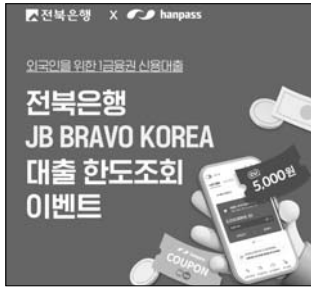 전북은행 X hanpass
외국인을 위한 1금융권 신용대출
전북은행
JB BRAVO KOREA
대출 한도조회
이벤트
5,000원
hanpass
COUPON